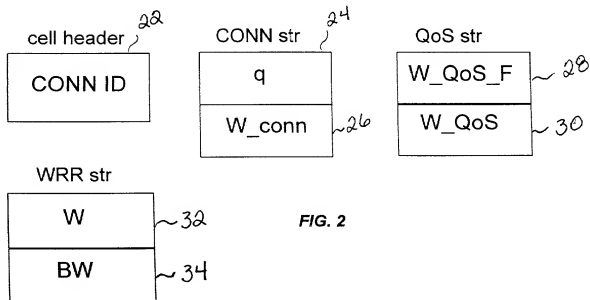 cell header 22
CONN ID
CONN str 24
q
W_conn 26
QoS str
W_QoS_F 28
W_QoS 30
WRR str
W 32
BW 34
FIG. 2